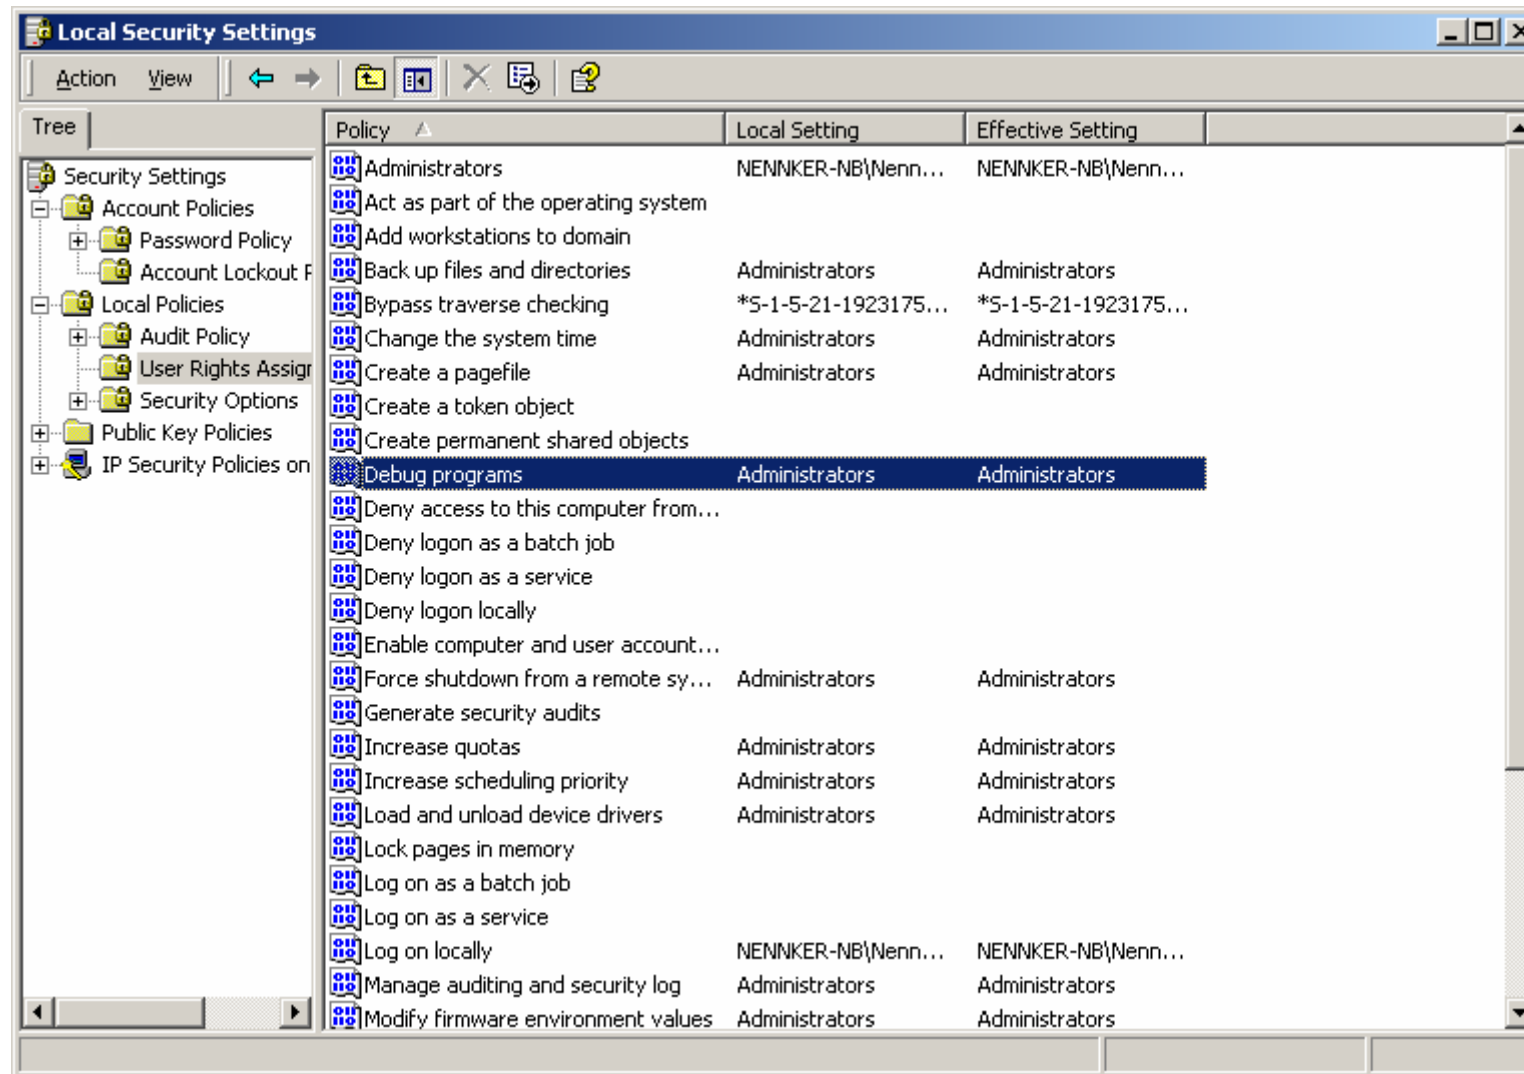 Local Security Settings
Action View
Tree
Security Settings
Account Policies
Password Policy
Account Lockout P
Local Policies
Audit Policy
User Rights Assign
Security Options
Public Key Policies
IP Security Policies on
Policy Local Setting Effective Setting
Administrators NENNKER-NB\Nenn... NENNKER-NB\Nenn...
Act as part of the operating system
Add workstations to domain
Back up files and directories Administrators Administrators
Bypass traverse checking *S-1-5-21-1923175... *S-1-5-21-1923175...
Change the system time Administrators Administrators
Create a pagefile Administrators Administrators
Create a token object
Create permanent shared objects
Debug programs Administrators Administrators
Deny access to this computer from...
Deny logon as a batch job
Deny logon as a service
Deny logon locally
Enable computer and user account...
Force shutdown from a remote sy... Administrators Administrators
Generate security audits
Increase quotas Administrators Administrators
Increase scheduling priority Administrators Administrators
Load and unload device drivers Administrators Administrators
Lock pages in memory
Log on as a batch job
Log on as a service
Log on locally NENNKER-NB\Nenn... NENNKER-NB\Nenn...
Manage auditing and security log Administrators Administrators
Modify firmware environment values Administrators Administrators